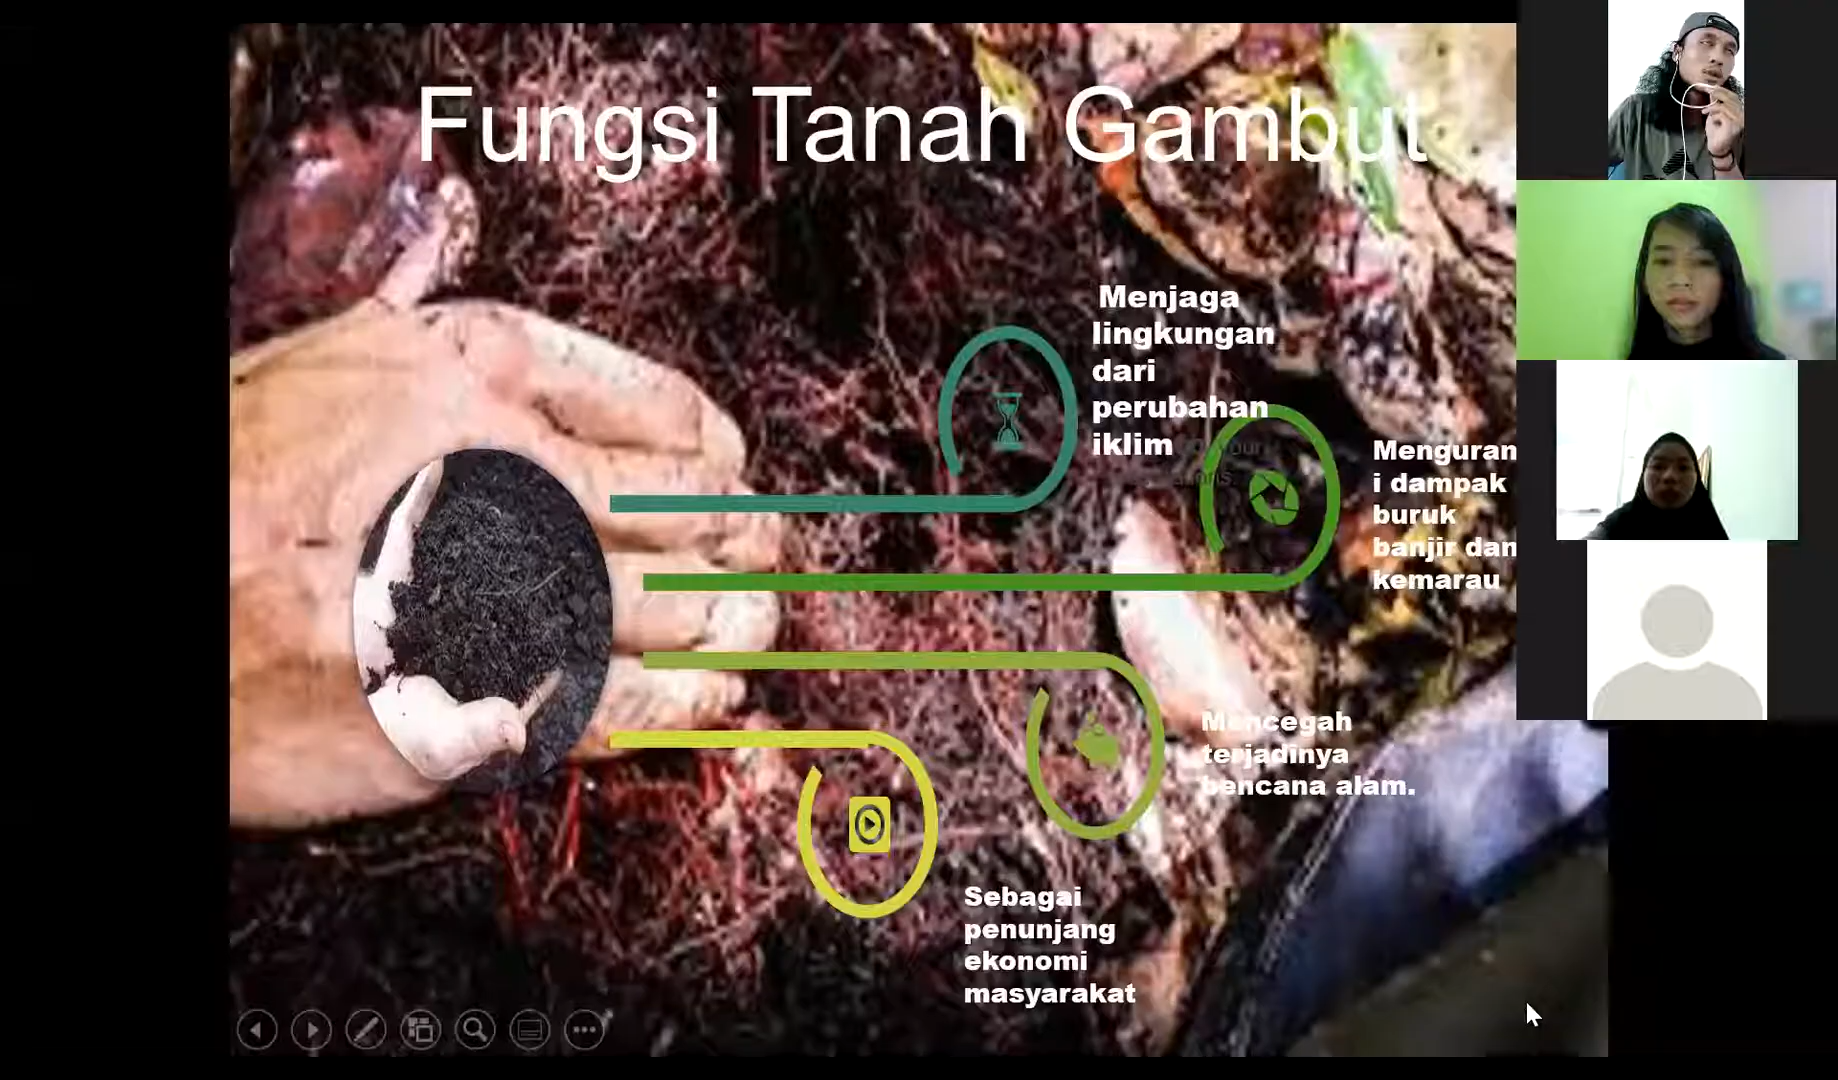 Fungsi Tanah Gambut
Menjaga
lingkungan
dari
perubahan
iklim
Menguran
i dampak
buruk
banjir dan
kemarau
Mencegah
terjadinya
bencana alam.
Sebagai
penunjang
ekonomi
masyarakat